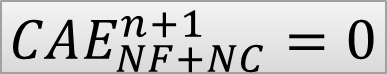 $CAE_{NF+NC}^{n+1} = 0$